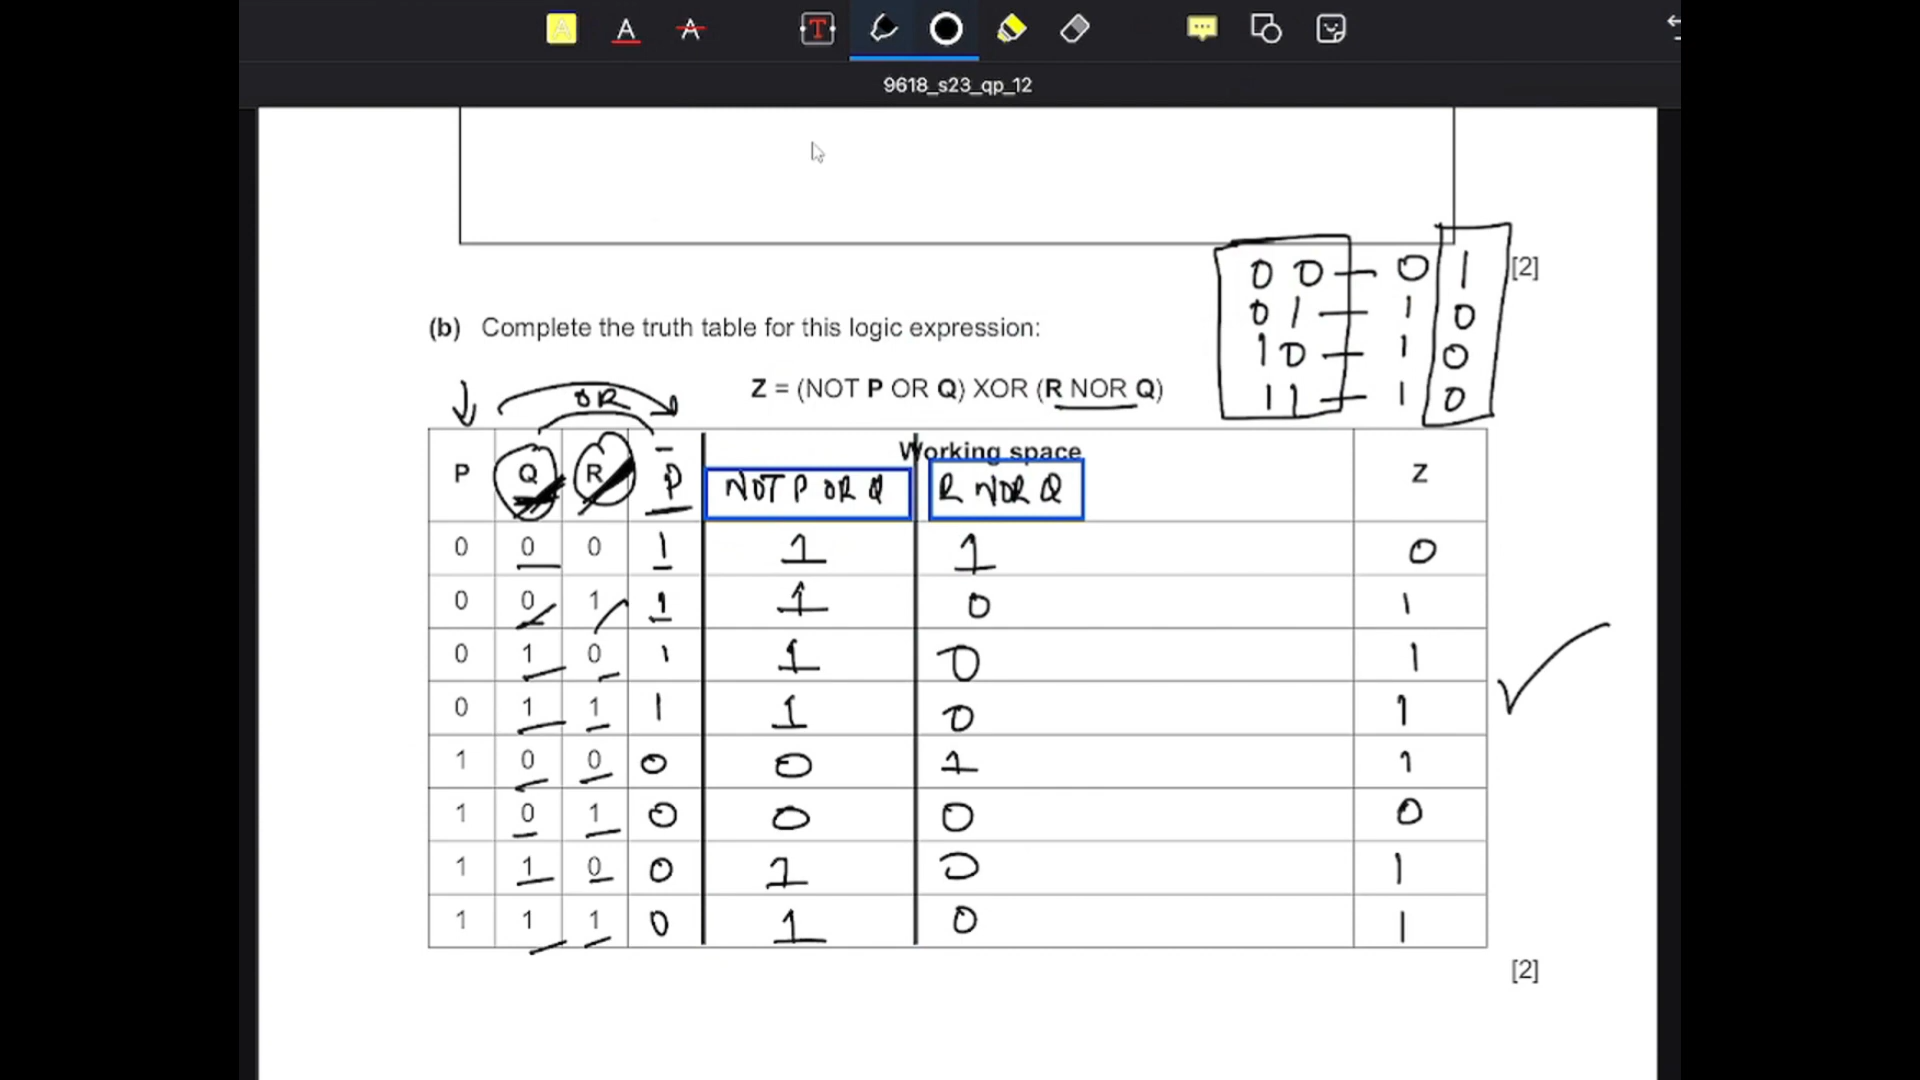 A A A T
9618_s23_qp_12
0 0 — 0 1 [2]
0 1 — 1 0
(b) Complete the truth table for this logic expression:
1 0 — 1 0
Z = (NOT P OR Q) XOR (R NOR Q)
1 1 — 1 0
OR
Working space
P Q R P̅ NOT P OR Q R NOR Q Z
0 0 0 1 1 1 0
0 0 1 1 1 0 1
0 1 0 1 1 0 1
0 1 1 1 1 0 1
1 0 0 0 0 1 1
1 0 1 0 0 0 0
1 1 0 0 1 0 1
1 1 1 0 1 0 1
[2]